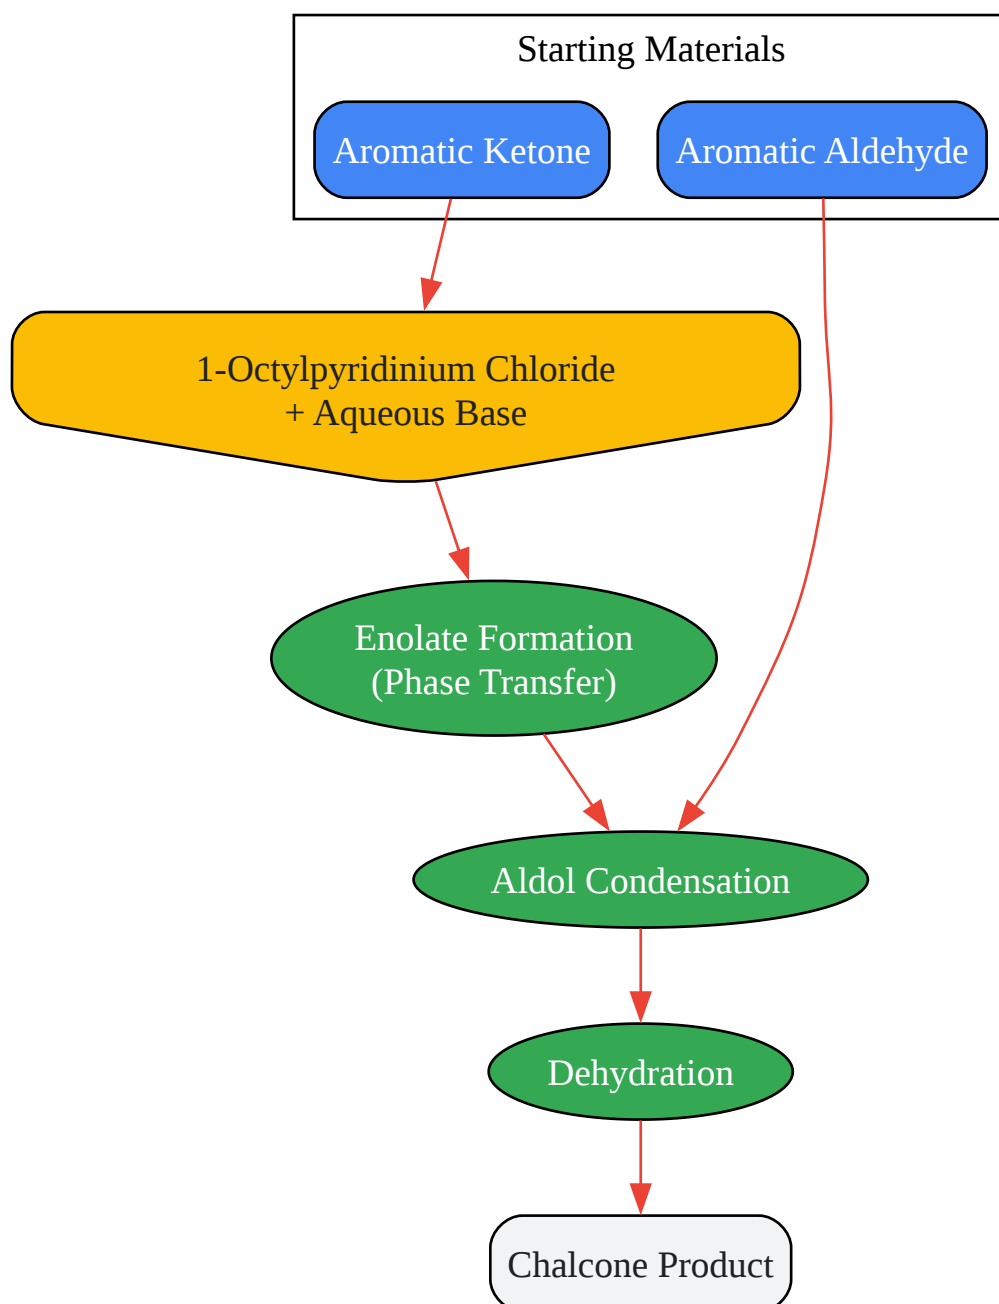 Starting Materials
Aromatic Ketone
Aromatic Aldehyde
1-Octylpyridinium Chloride
+ Aqueous Base
Enolate Formation
(Phase Transfer)
Aldol Condensation
Dehydration
Chalcone Product